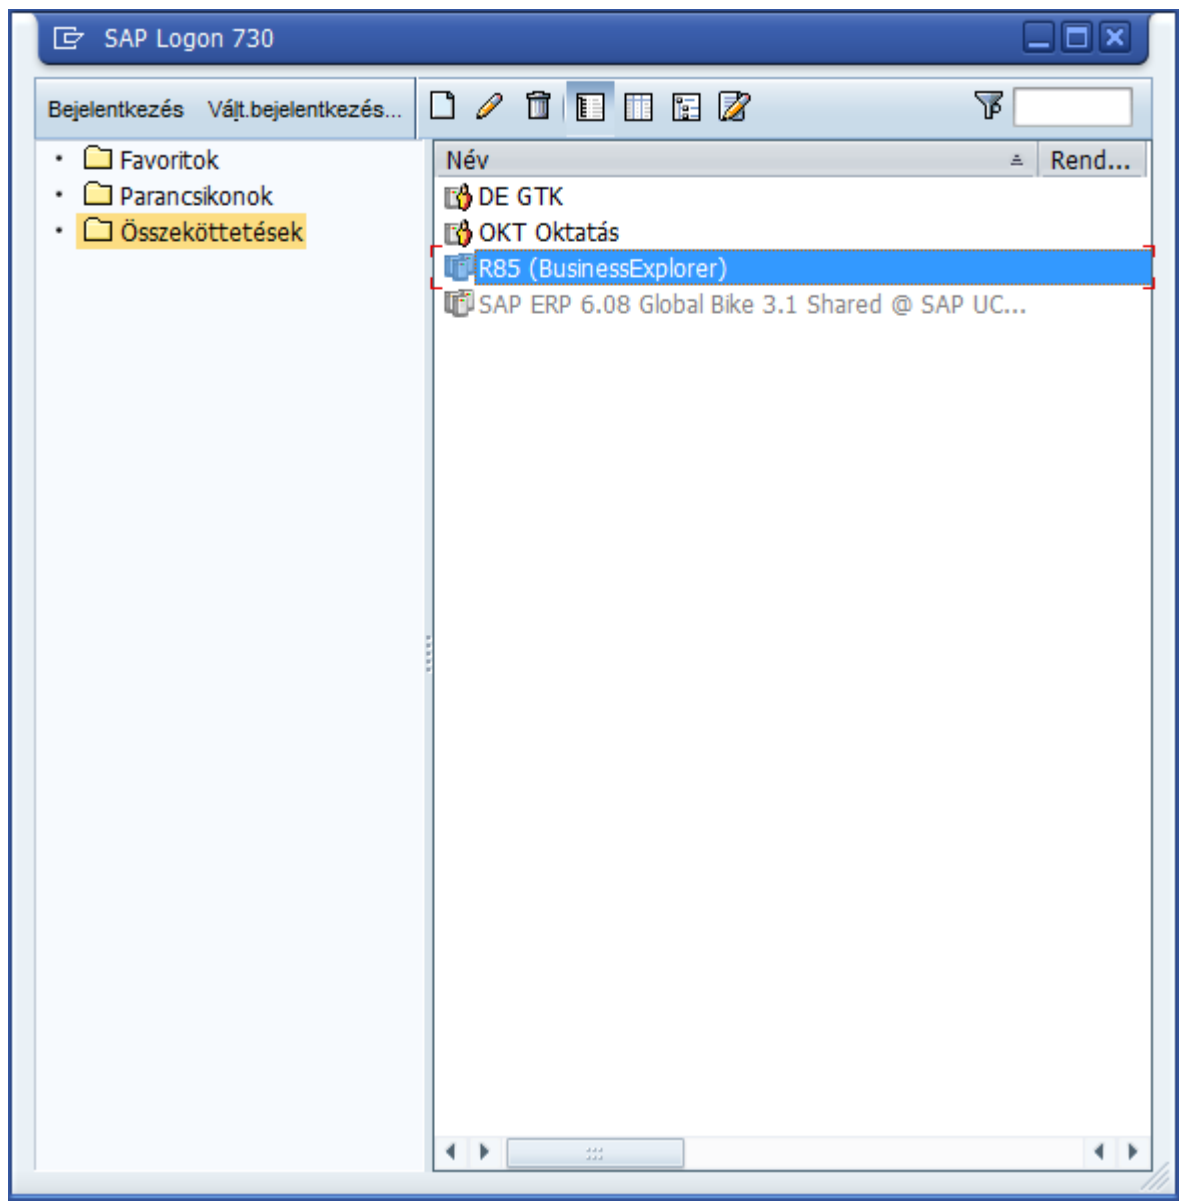 SAP Logon 730
Bejelentkezés Vált.bejelentkezés...
Favoritok
Parancsikonok
Összeköttetések
Név Rend...
DE GTK
OKT Oktatás
R85 (BusinessExplorer)
SAP ERP 6.08 Global Bike 3.1 Shared @ SAP UC...